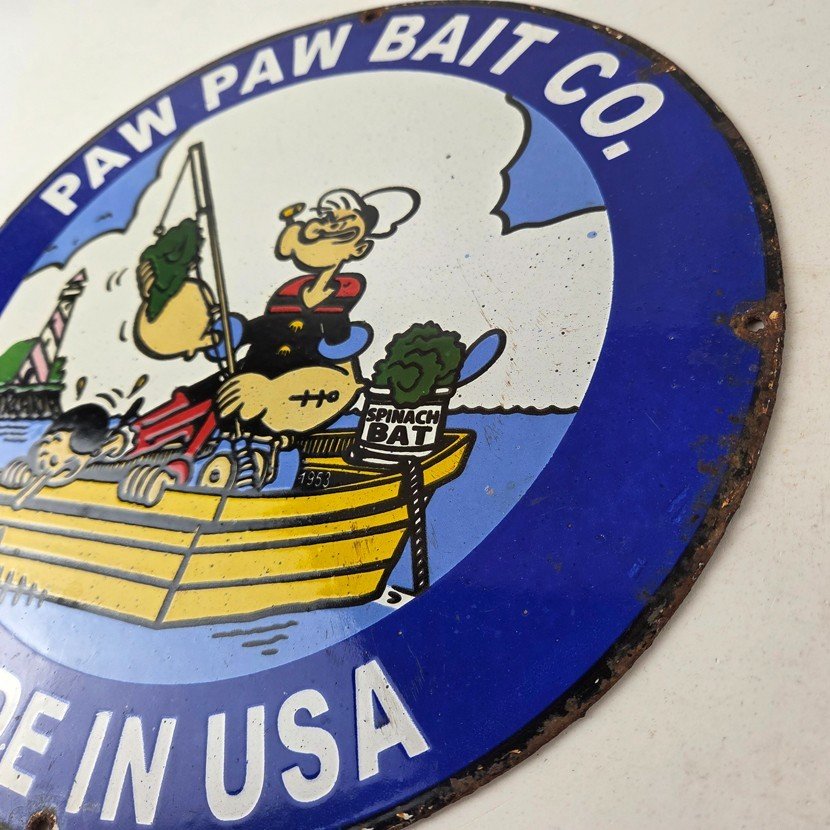 PAW PAW BAIT CO.
SPINACH
BAT
1953
DE IN USA